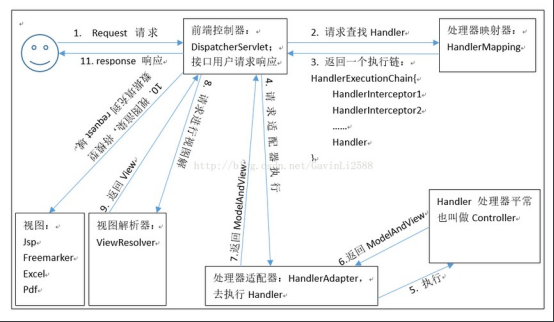 1. Request 请求
11. response 响应
前端控制器:
DispatcherServlet;
接口用户请求响应
2. 请求查找 Handler
3. 返回一个执行链:
HandlerExecutionChain{
HandlerInterceptor1
HandlerInterceptor2
......
Handler
}
处理器映射器:
HandlerMapping
4. 请求适配器执行
8. 请求进行视图解
10. 视图渲染,将模型
数据填充到 request 域
9. 返回 View
7.返回 ModelAndView
http://blog.csdn.net/GavinLi2588
Handler 处理器平常
也叫做 Controller
6.返回 ModelAndView
5. 执行
视图:
Jsp
Freemarker
Excel
Pdf
视图解析器:
ViewResolver
处理器适配器: HandlerAdapter,
去执行 Handler